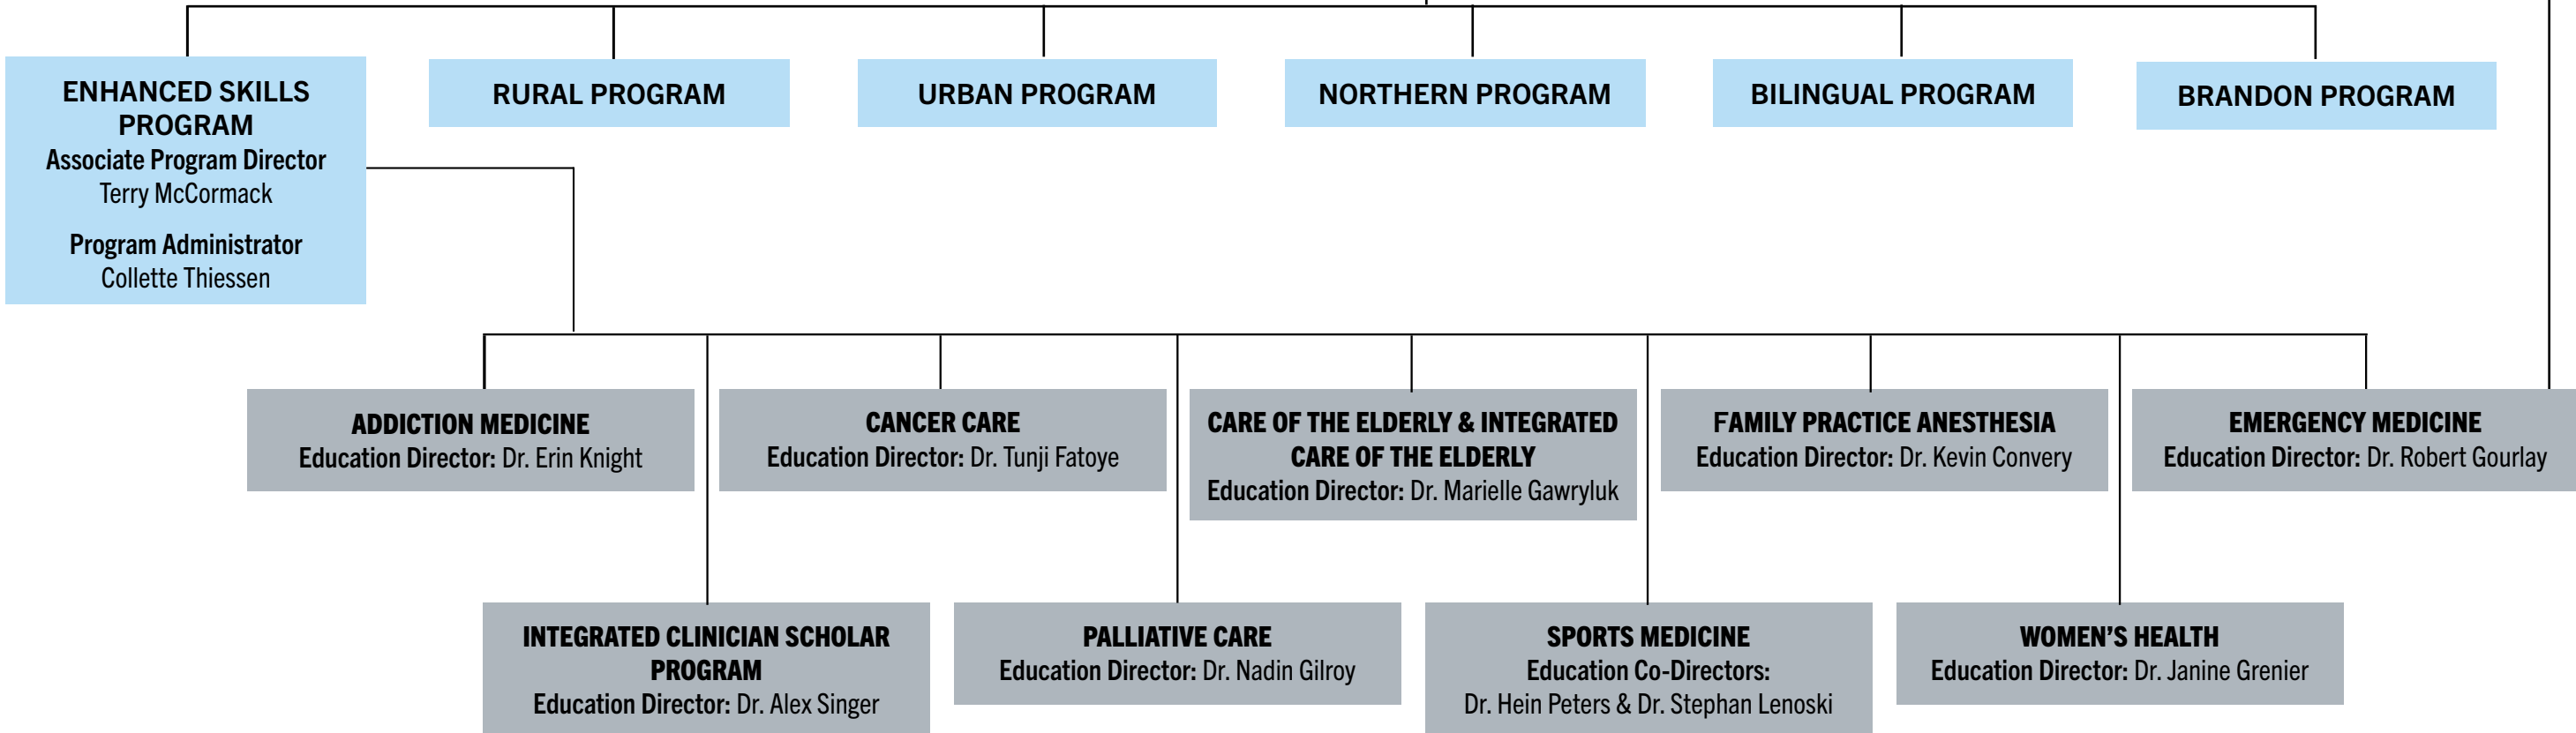 ENHANCED SKILLS
PROGRAM
Associate Program Director
Terry McCormack
Program Administrator
Collette Thiessen
RURAL PROGRAM
URBAN PROGRAM
NORTHERN PROGRAM
BILINGUAL PROGRAM
BRANDON PROGRAM
ADDICTION MEDICINE
Education Director: Dr. Erin Knight
CANCER CARE
Education Director: Dr. Tunji Fatoye
CARE OF THE ELDERLY & INTEGRATED
CARE OF THE ELDERLY
Education Director: Dr. Marielle Gawryluk
FAMILY PRACTICE ANESTHESIA
Education Director: Dr. Kevin Convery
EMERGENCY MEDICINE
Education Director: Dr. Robert Gourlay
INTEGRATED CLINICIAN SCHOLAR
PROGRAM
Education Director: Dr. Alex Singer
PALLIATIVE CARE
Education Director: Dr. Nadin Gilroy
SPORTS MEDICINE
Education Co-Directors:
Dr. Hein Peters & Dr. Stephan Lenoski
WOMEN'S HEALTH
Education Director: Dr. Janine Grenier